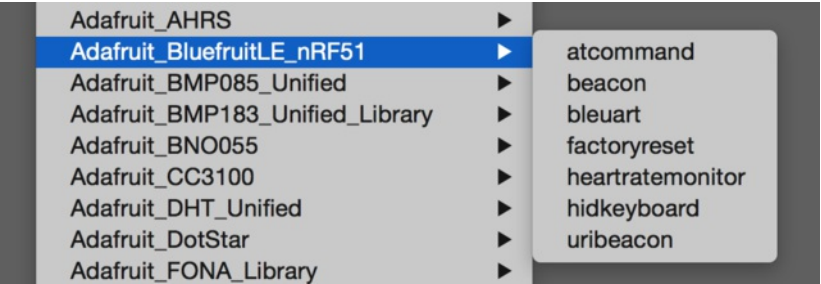 Adafruit_AHRS
Adafruit_BluefruitLE_nRF51
Adafruit_BMP085_Unified
Adafruit_BMP183_Unified_Library
Adafruit_BNO055
Adafruit_CC3100
Adafruit_DHT_Unified
Adafruit_DotStar
Adafruit_FONA_Library
atcommand
beacon
bleuart
factoryreset
heartratemonitor
hidkeyboard
uribeacon